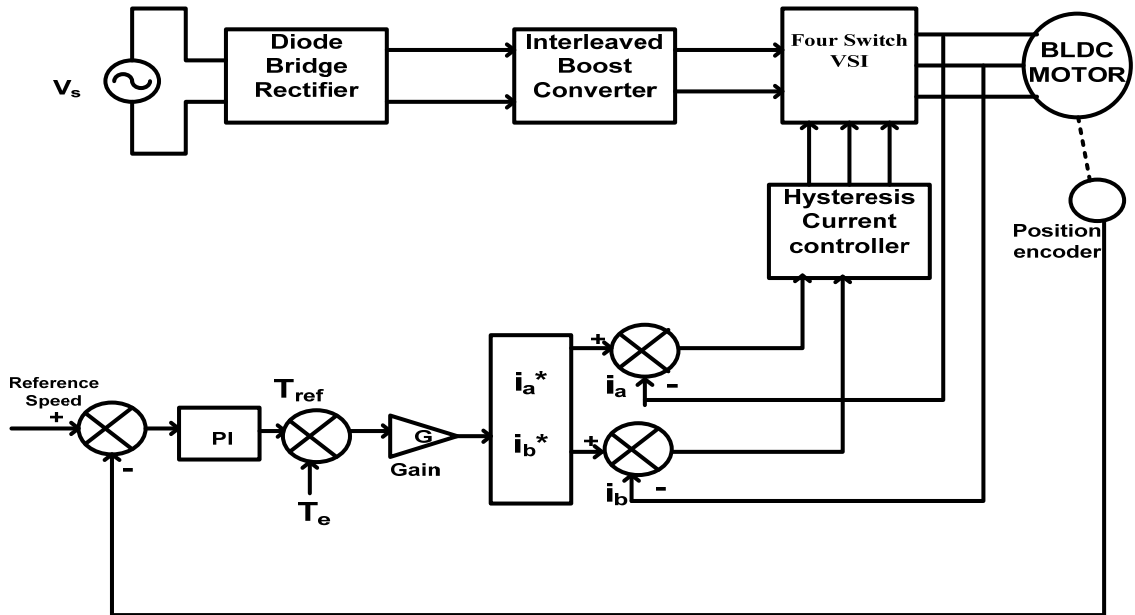 Vs
Diode
Bridge
Rectifier
Interleaved
Boost
Converter
Four Switch
VSI
BLDC
MOTOR
Hysteresis
Current
controller
Position
encoder
Reference
Speed
+
-
PI
Tref
Te
G
Gain
ia*
ib*
+
ia
-
+
ib
-